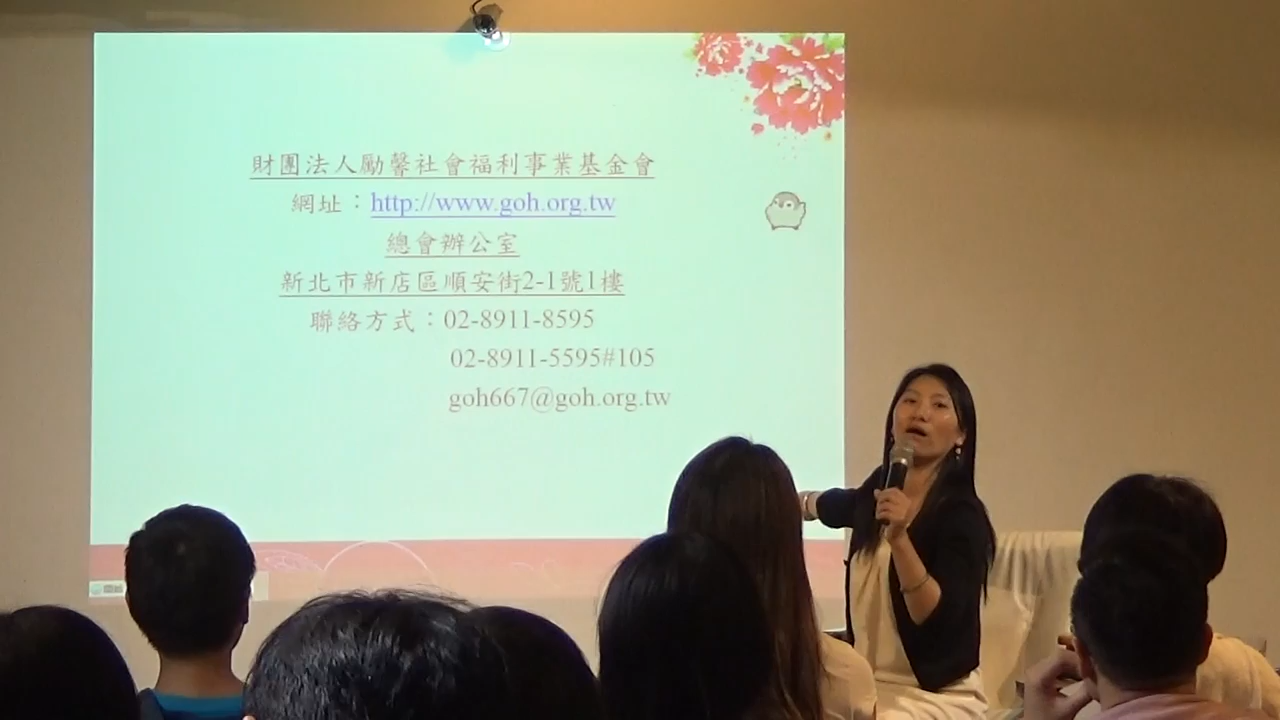 財團法人勵馨社會福利事業基金會
網址：http://www.goh.org.tw
總會辦公室
新北市新店區順安街2-1號1樓
聯絡方式：02-8911-8595
02-8911-5595#105
goh667@goh.org.tw
開始